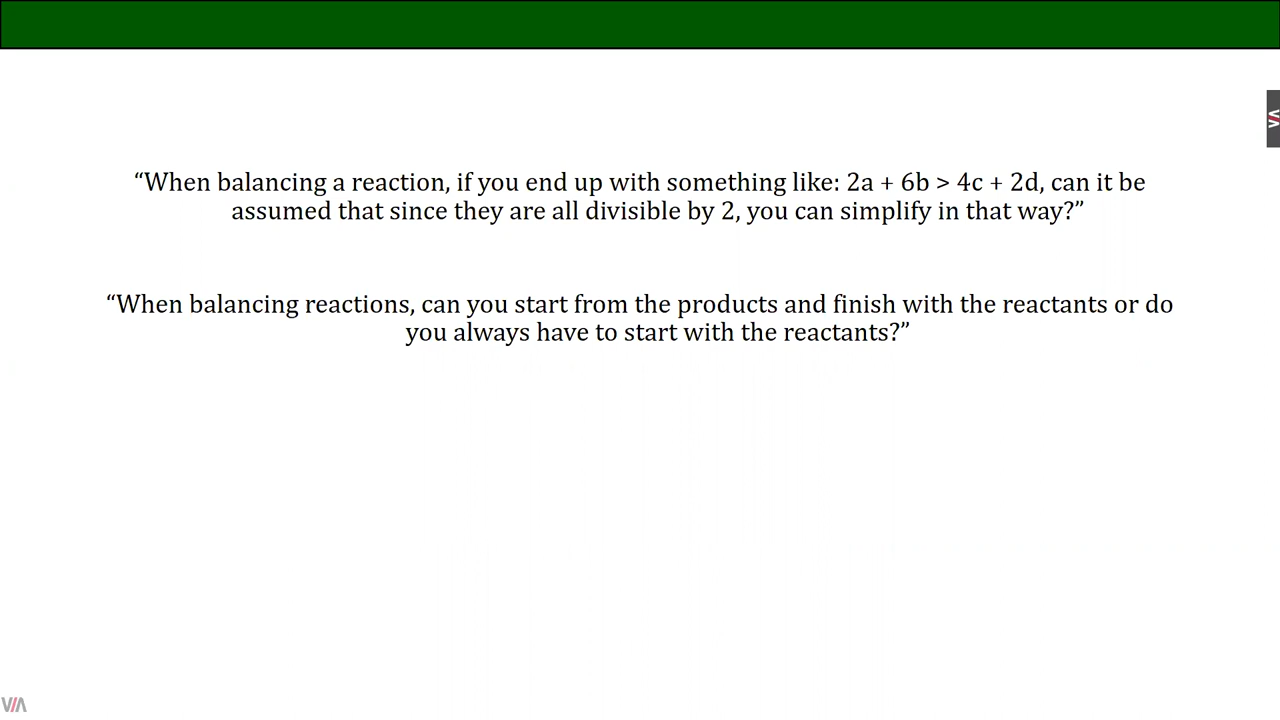 “When balancing a reaction, if you end up with something like: 2a + 6b > 4c + 2d, can it be
assumed that since they are all divisible by 2, you can simplify in that way?”
“When balancing reactions, can you start from the products and finish with the reactants or do
you always have to start with the reactants?”
VIA